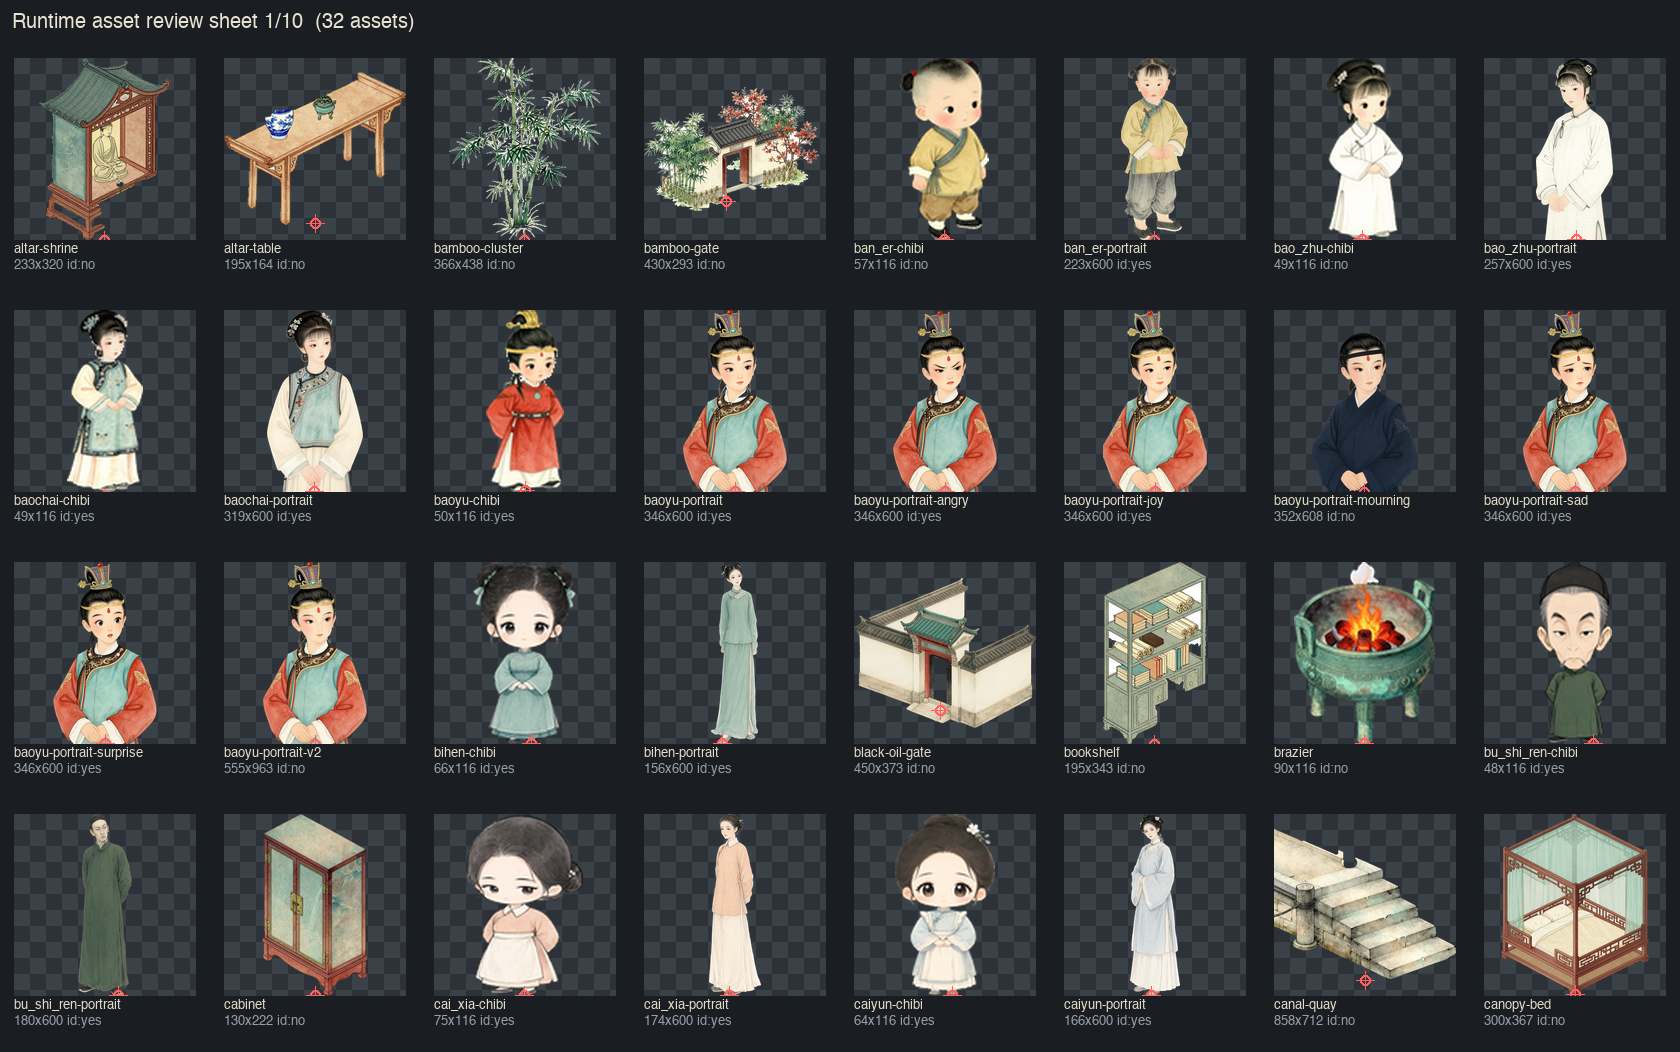 Runtime asset review sheet 1/10 (32 assets)
altar-shrine
233x320 id:no
altar-table
195x164 id:no
bamboo-cluster
366x438 id:no
bamboo-gate
430x293 id:no
ban_er-chibi
57x116 id:no
ban_er-portrait
223x600 id:yes
bao_zhu-chibi
49x116 id:no
bao_zhu-portrait
257x600 id:yes
baochai-chibi
49x116 id:yes
baochai-portrait
319x600 id:yes
baoyu-chibi
50x116 id:yes
baoyu-portrait
346x600 id:yes
baoyu-portrait-angry
346x600 id:yes
baoyu-portrait-joy
346x600 id:yes
baoyu-portrait-mourning
352x608 id:no
baoyu-portrait-sad
346x600 id:yes
baoyu-portrait-surprise
346x600 id:yes
baoyu-portrait-v2
555x963 id:no
bihen-chibi
66x116 id:yes
bihen-portrait
156x600 id:yes
black-oil-gate
450x373 id:no
bookshelf
195x343 id:no
brazier
90x116 id:no
bu_shi_ren-chibi
48x116 id:yes
bu_shi_ren-portrait
180x600 id:yes
cabinet
130x222 id:no
cai_xia-chibi
75x116 id:yes
cai_xia-portrait
174x600 id:yes
caiyun-chibi
64x116 id:yes
caiyun-portrait
166x600 id:yes
canal-quay
858x712 id:no
canopy-bed
300x367 id:no